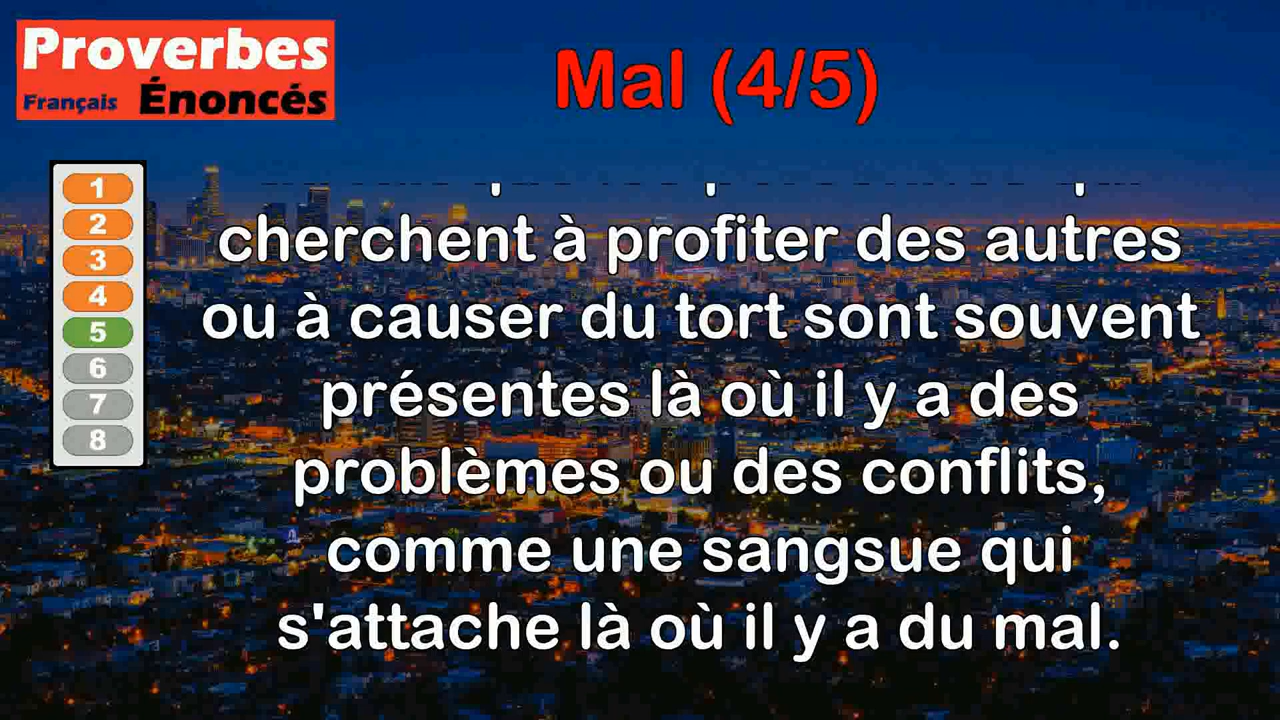 Proverbes
Français Énoncés
Mal (4/5)
1
2
3
4
5
6
7
8
cherchent à profiter des autres
ou à causer du tort sont souvent
présentes là où il y a des
problèmes ou des conflits,
comme une sangsue qui
s'attache là où il y a du mal.